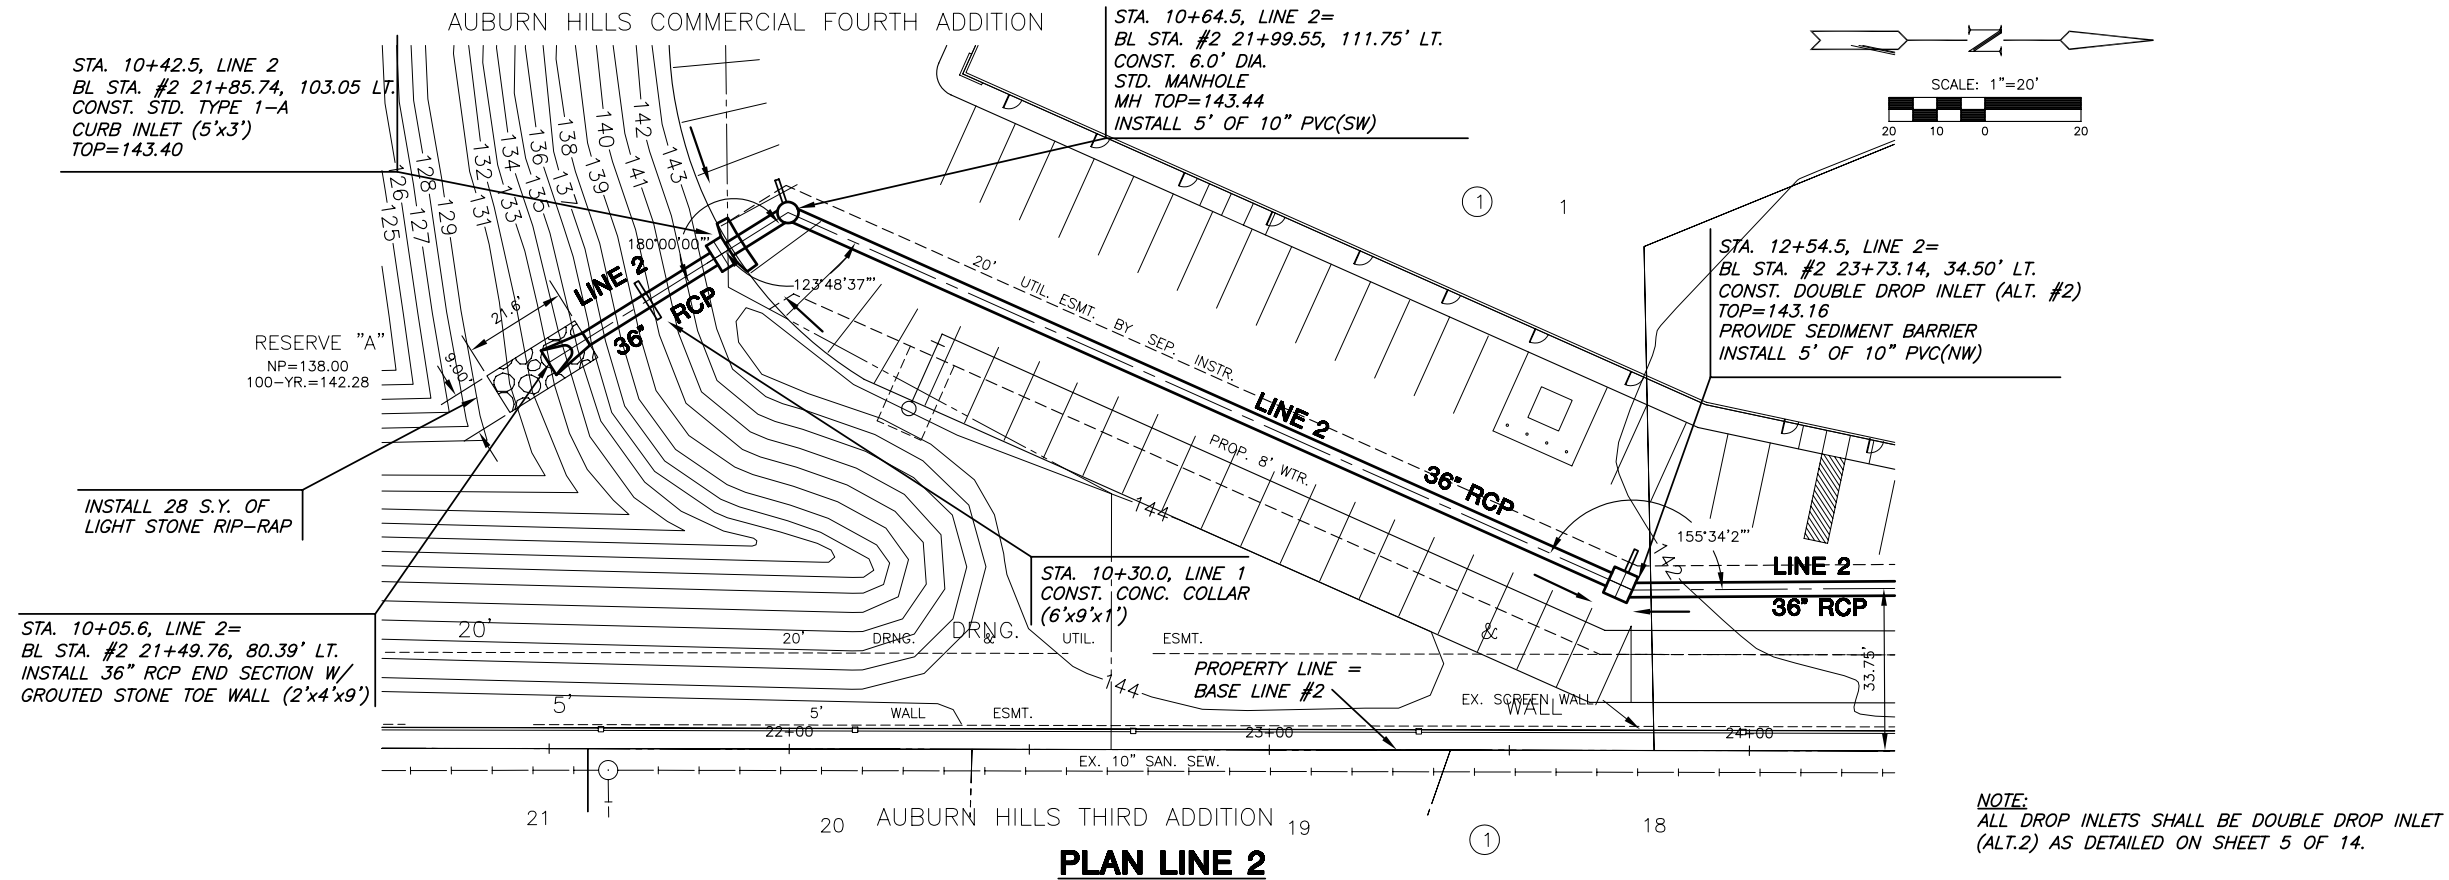 AUBURN HILLS COMMERCIAL FOURTH ADDITION
STA. 10+42.5, LINE 2
BL STA. #2 21+85.74, 103.05 LT.
CONST. STD. TYPE 1-A
CURB INLET (5'x3')
TOP=143.40
STA. 10+64.5, LINE 2=
BL STA. #2 21+99.55, 111.75' LT.
CONST. 6.0' DIA.
STD. MANHOLE
MH TOP=143.44
INSTALL 5' OF 10" PVC(SW)
N
SCALE: 1"=20'
20 10 0 20
125
126
127
128
129
131
132
133
134
135
136
137
138
139
140
141
142
143
1
1
STA. 12+54.5, LINE 2=
BL STA. #2 23+73.14, 34.50' LT.
CONST. DOUBLE DROP INLET (ALT. #2)
TOP=143.16
PROVIDE SEDIMENT BARRIER
INSTALL 5' OF 10" PVC(NW)
180°00'00"'
123°48'37"'
LINE 2
36" RCP
21.6'
9.00'
RESERVE "A"
NP=138.00
100-YR.=142.28
20' UTIL. ESMT. BY SEP. INSTR.
LINE 2
36" RCP
PROP. 8' WTR.
144
155°34'2"'
142
LINE 2
36" RCP
33.75'
INSTALL 28 S.Y. OF
LIGHT STONE RIP-RAP
STA. 10+30.0, LINE 1
CONST. CONC. COLLAR
(6'x9'x1')
STA. 10+05.6, LINE 2=
BL STA. #2 21+49.76, 80.39' LT.
INSTALL 36" RCP END SECTION W/
GROUTED STONE TOE WALL (2'x4'x9')
20' DRNG. &
20' DRNG. & UTIL. ESMT.
144
PROPERTY LINE =
BASE LINE #2
EX. SCREEN WALL
5' WALL
5' WALL ESMT.
22+00 23+00 24+00
EX. 10" SAN. SEW.
21 20 19 18
AUBURN HILLS THIRD ADDITION
1
PLAN LINE 2
NOTE:
ALL DROP INLETS SHALL BE DOUBLE DROP INLET
(ALT.2) AS DETAILED ON SHEET 5 OF 14.